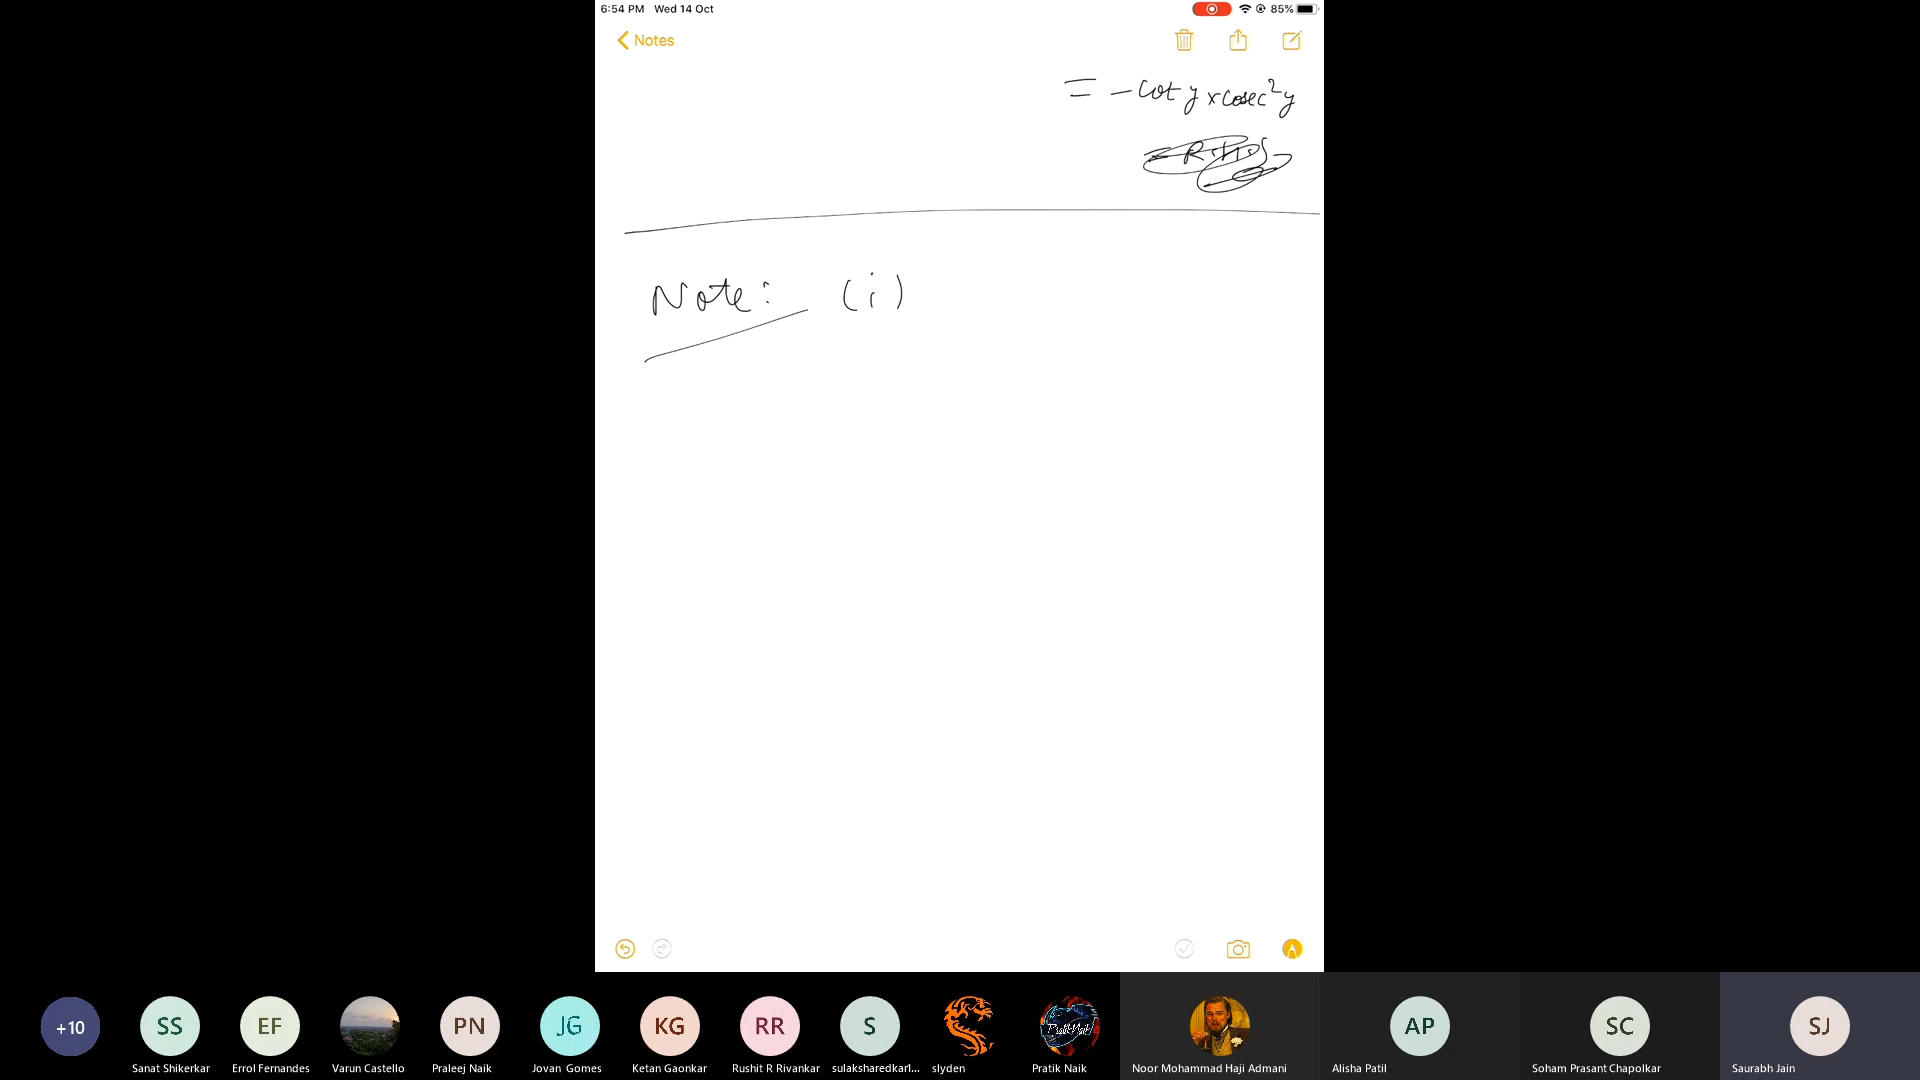 6:54 PM Wed 14 Oct 85%
Notes
= - cot y x cosec²y
Note: (i)
+10 SS EF PN JG KG RR S AP SC SJ
Sanat Shikerkar Errol Fernandes Varun Castello Praleej Naik Jovan Gomes Ketan Gaonkar Rushit R Rivankar sulaksharedkarl... slyden Pratik Naik Noor Mohammad Haji Admani Alisha Patil Soham Prasant Chapolkar Saurabh Jain